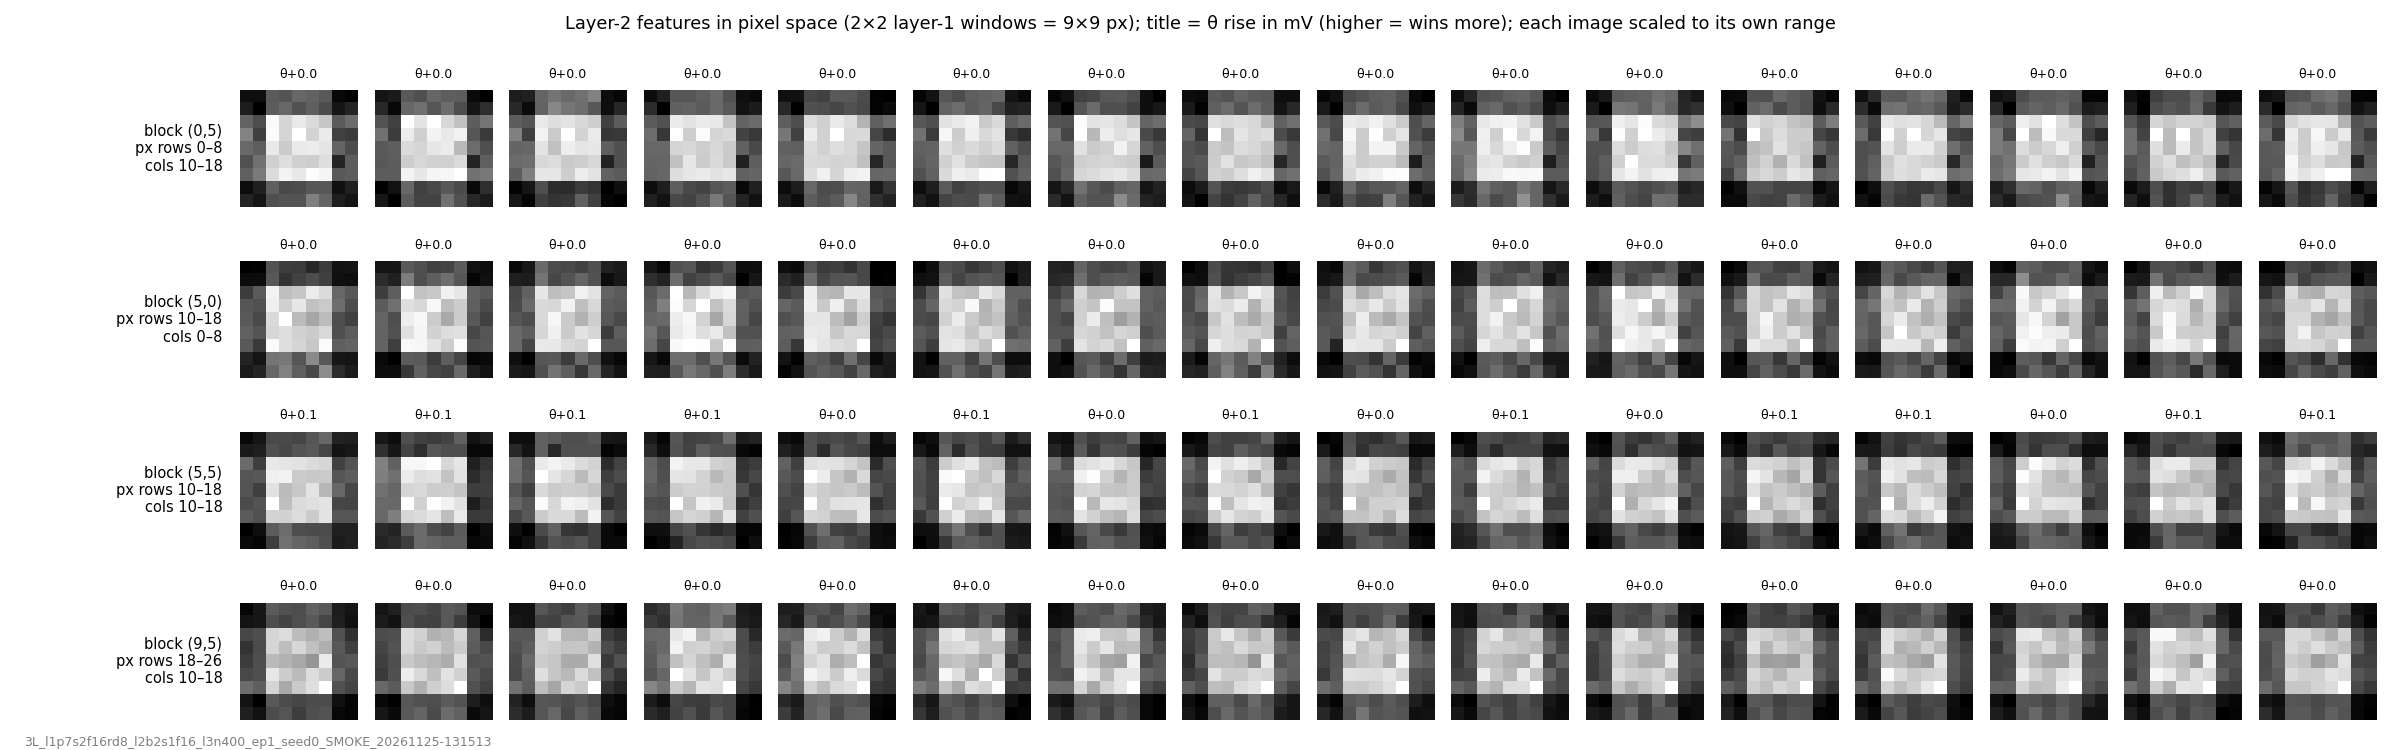 Layer-2 features in pixel space (2×2 layer-1 windows = 9×9 px); title = θ rise in mV (higher = wins more); each image scaled to its own range
θ+0.0 θ+0.0 θ+0.0 θ+0.0 θ+0.0 θ+0.0 θ+0.0 θ+0.0 θ+0.0 θ+0.0 θ+0.0 θ+0.0 θ+0.0 θ+0.0 θ+0.0 θ+0.0
block (0,5)
px rows 0–8
cols 10–18
θ+0.0 θ+0.0 θ+0.0 θ+0.0 θ+0.0 θ+0.0 θ+0.0 θ+0.0 θ+0.0 θ+0.0 θ+0.0 θ+0.0 θ+0.0 θ+0.0 θ+0.0 θ+0.0
block (5,0)
px rows 10–18
cols 0–8
θ+0.1 θ+0.1 θ+0.1 θ+0.1 θ+0.0 θ+0.1 θ+0.0 θ+0.1 θ+0.0 θ+0.1 θ+0.0 θ+0.1 θ+0.1 θ+0.0 θ+0.1 θ+0.1
block (5,5)
px rows 10–18
cols 10–18
θ+0.0 θ+0.0 θ+0.0 θ+0.0 θ+0.0 θ+0.0 θ+0.0 θ+0.0 θ+0.0 θ+0.0 θ+0.0 θ+0.0 θ+0.0 θ+0.0 θ+0.0 θ+0.0
block (9,5)
px rows 18–26
cols 10–18
3L_l1p7s2f16rd8_l2b2s1f16_l3n400_ep1_seed0_SMOKE_20261125-131513